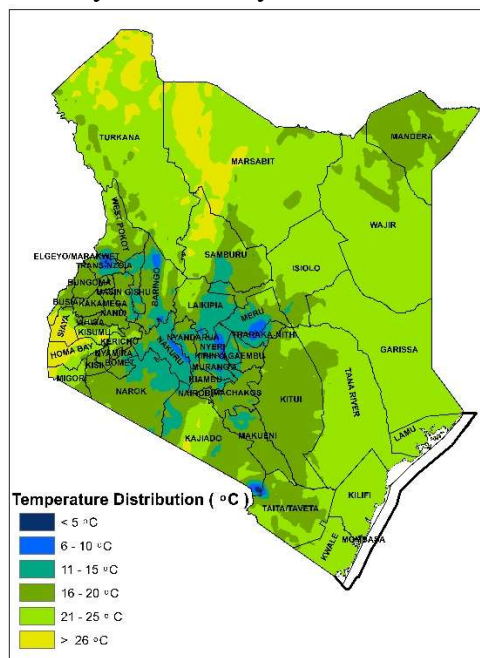 TURKANA
MANDERA
MARSABIT
WEST POKOT
WAJIR
ELGEYO/MARAKWET
TRANS-NZOIA
SAMBURU
BARINGO
ISIOLO
BUNGOMA
UASIN GISHU
BUSIA
KAKAMEGA
LAIKIPIA
NANDI
MERU
SIAYA
VIHIGA
KISUMU
NYANDARUA
THARAKA-NITHI
KERICHO
NYERI
HOMA BAY
NAKURU
KIRINYAGA
EMBU
GARISSA
NYAMIRA
MURANG'A
KISII
BOMET
KIAMBU
TANA RIVER
MIGORI
NAROK
NAIROBI
MACHAKOS
KITUI
LAMU
KAJIADO
MAKUENI
KILIFI
TAITA/TAVETA
KWALE
MOMBASA
Temperature Distribution ( °C)
< 5 °C
6 - 10 °C
11 - 15 °C
16 - 20 °C
21 - 25 °C
> 26 °C